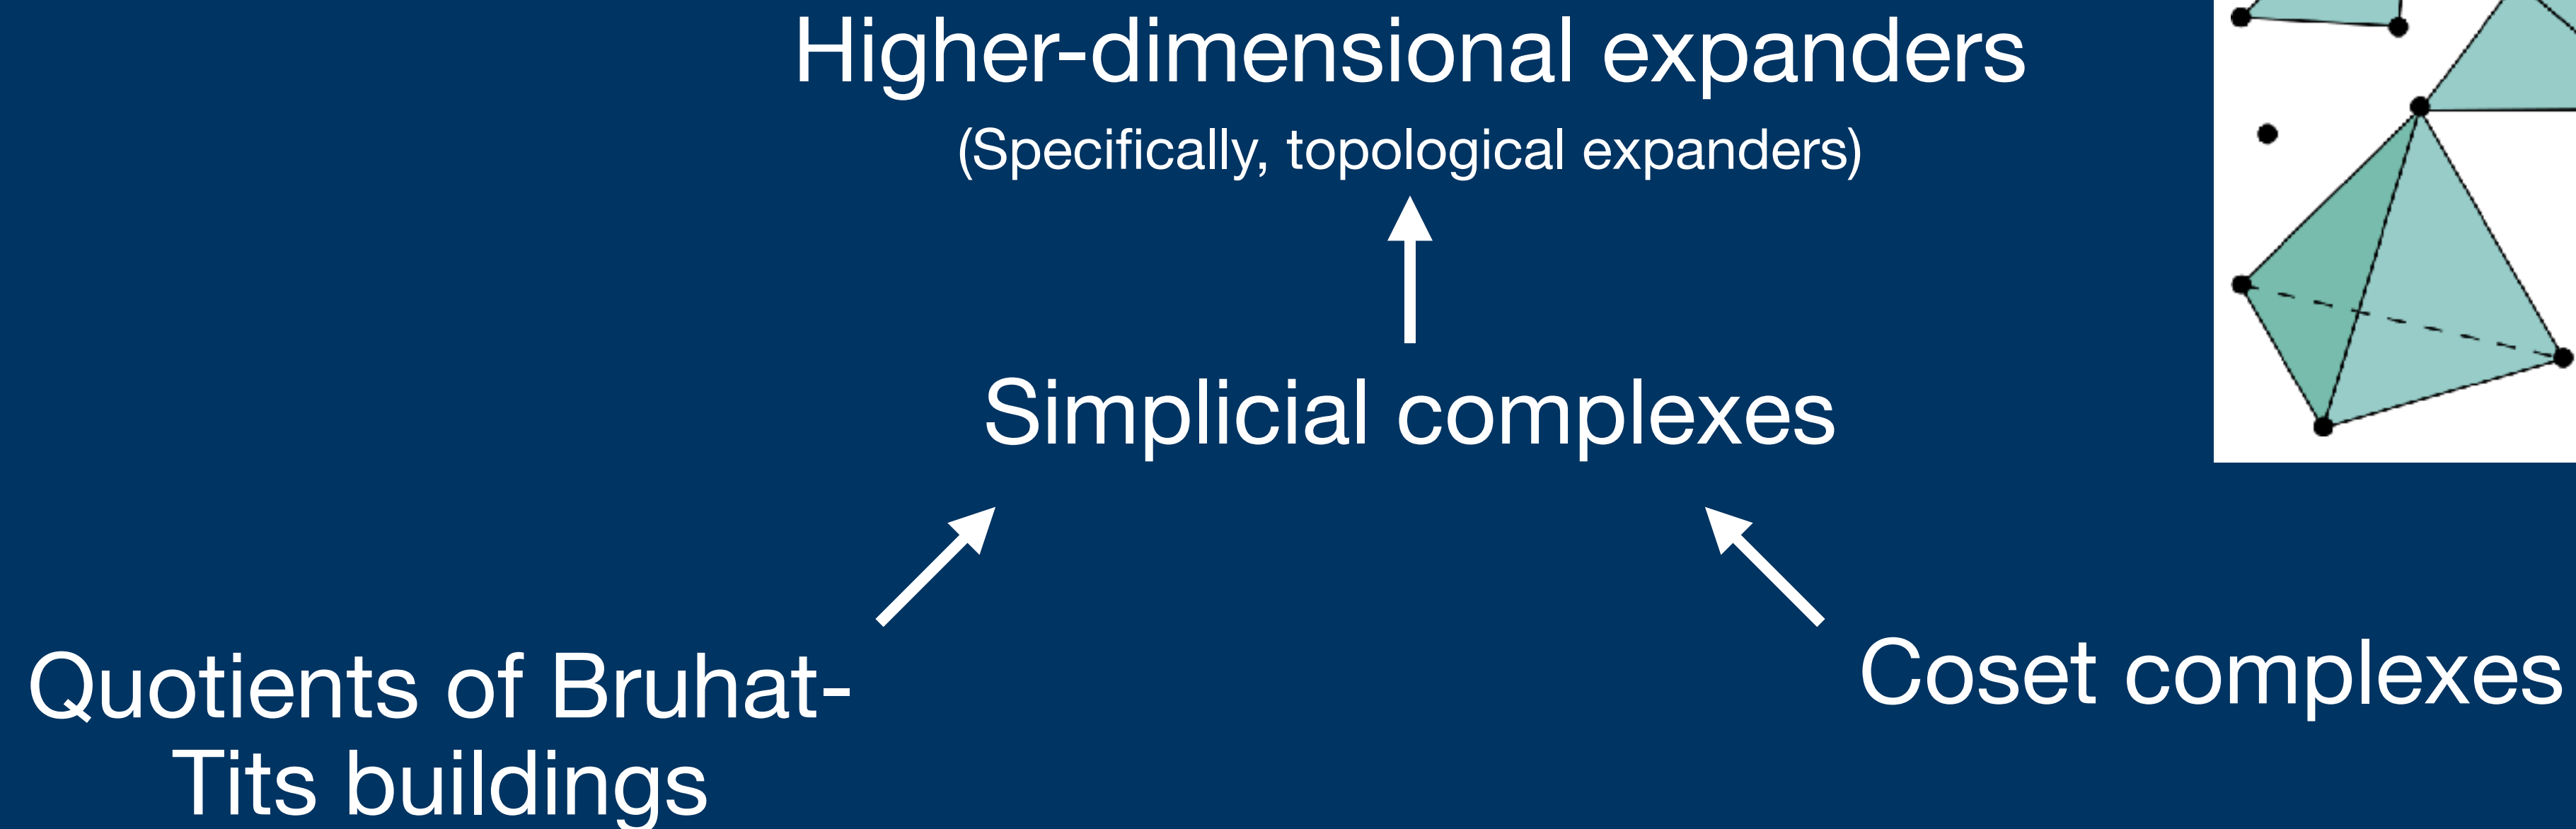 Higher-dimensional expanders
(Specifically, topological expanders)
Simplicial complexes
Quotients of Bruhat-
Tits buildings
Coset complexes